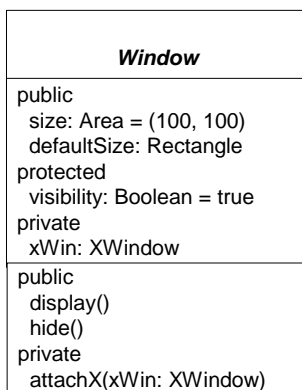 Window
public
size: Area = (100, 100)
defaultSize: Rectangle
protected
visibility: Boolean = true
private
xWin: XWindow
public
display()
hide()
private
attachX(xWin: XWindow)